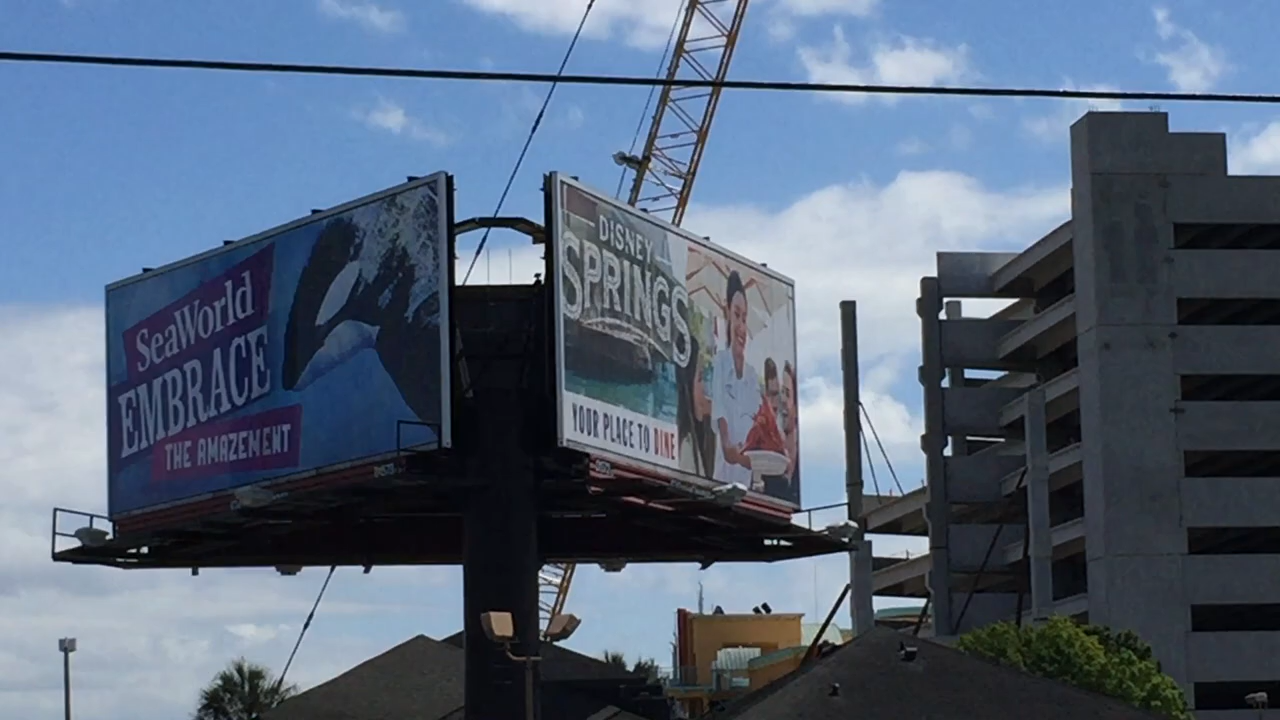 SeaWorld
EMBRACE
THE AMAZEMENT
DISNEY
SPRINGS
YOUR PLACE TO DINE